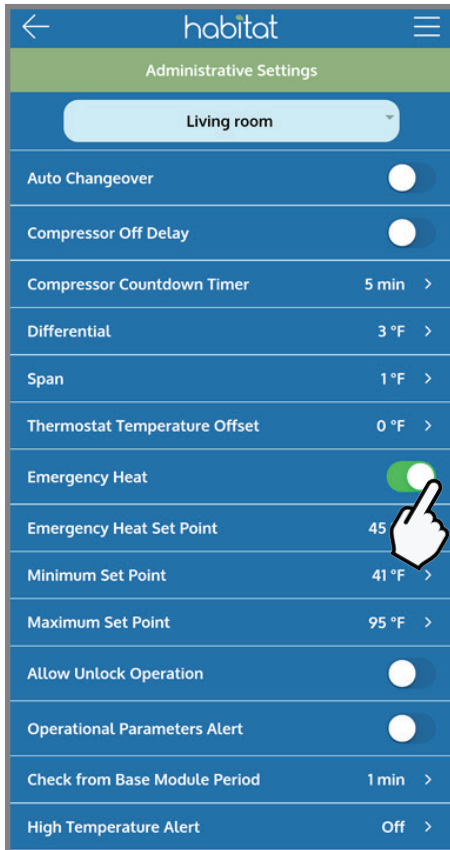 habitat
Administrative Settings
Living room
Auto Changeover
Compressor Off Delay
Compressor Countdown Timer 5 min >
Differential 3 °F >
Span 1 °F >
Thermostat Temperature Offset 0 °F >
Emergency Heat
Emergency Heat Set Point 45
Minimum Set Point 41 °F >
Maximum Set Point 95 °F >
Allow Unlock Operation
Operational Parameters Alert
Check from Base Module Period 1 min >
High Temperature Alert Off >